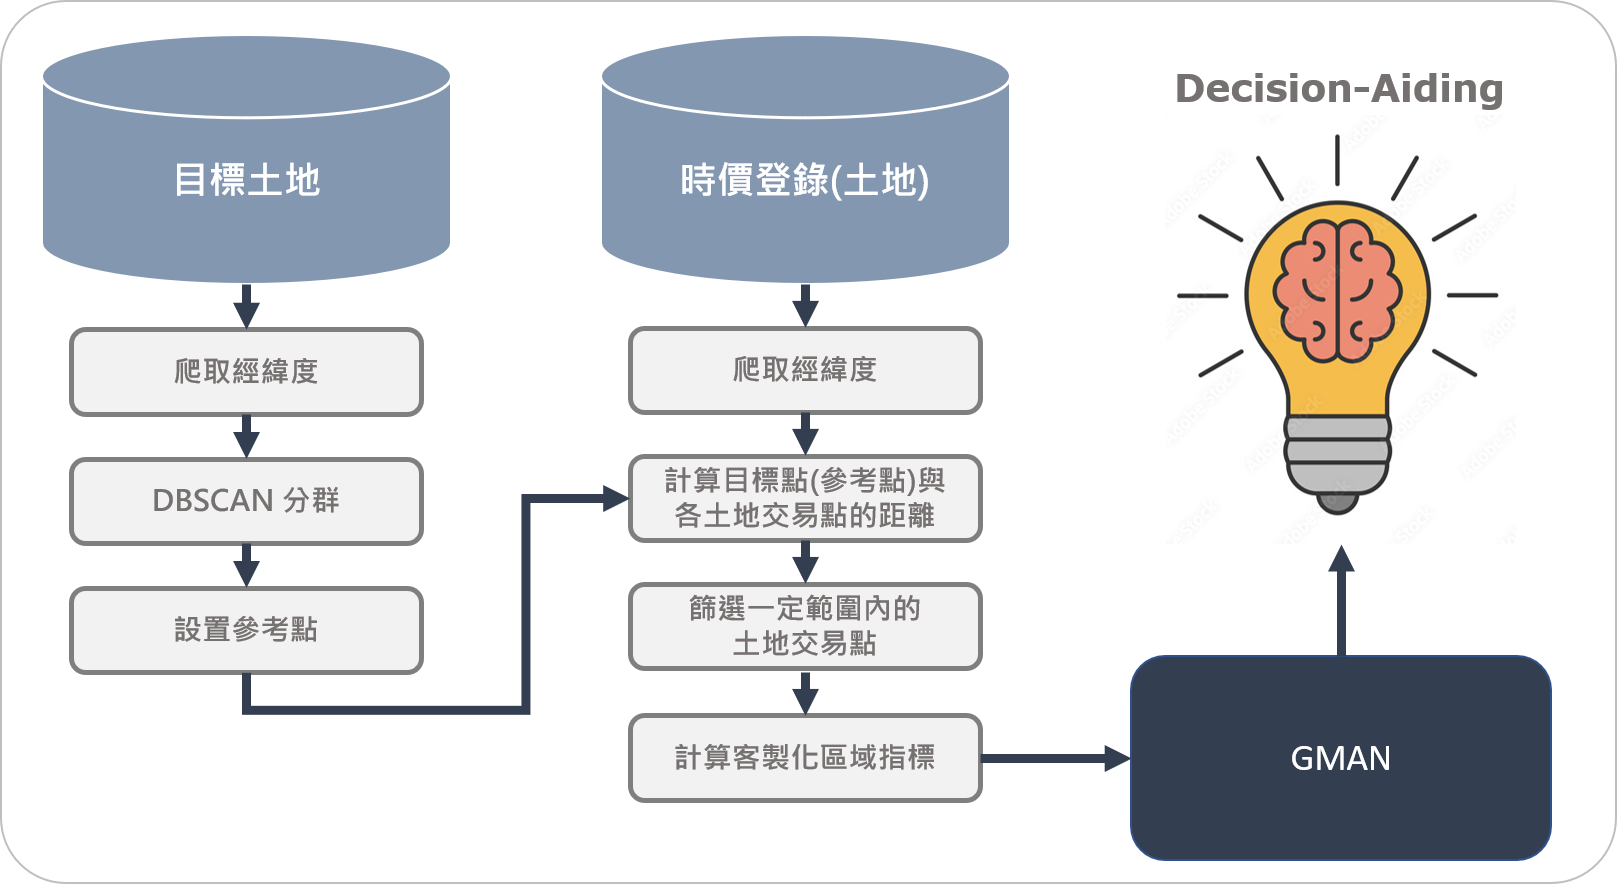 目標土地
爬取經緯度
DBSCAN 分群
設置參考點
時價登錄(土地)
爬取經緯度
計算目標點(參考點)與
各土地交易點的距離
篩選一定範圍內的
土地交易點
計算客製化區域指標
GMAN
Decision-Aiding
Adobe Stock